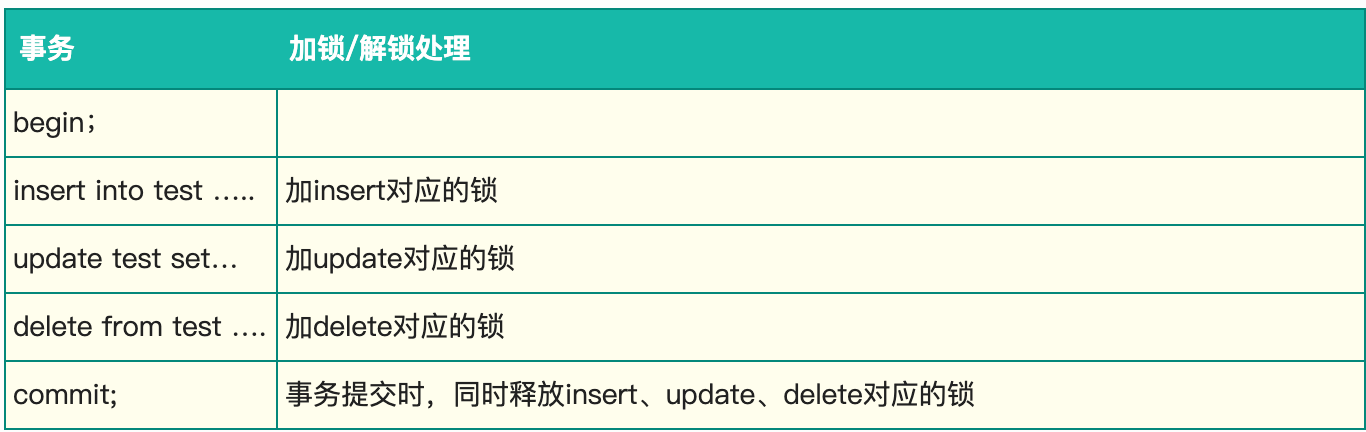 事务 加锁/解锁处理
begin；
insert into test ….. 加insert对应的锁
update test set… 加update对应的锁
delete from test …. 加delete对应的锁
commit; 事务提交时，同时释放insert、update、delete对应的锁